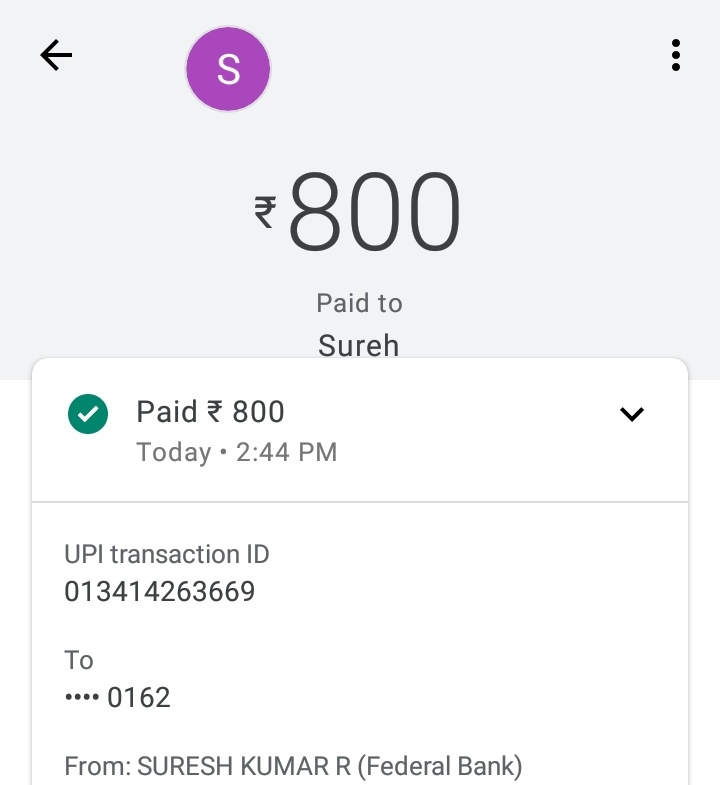 S
₹800
Paid to
Sureh
Paid ₹ 800
Today • 2:44 PM
UPI transaction ID
013414263669
To
•••• 0162
From: SURESH KUMAR R (Federal Bank)